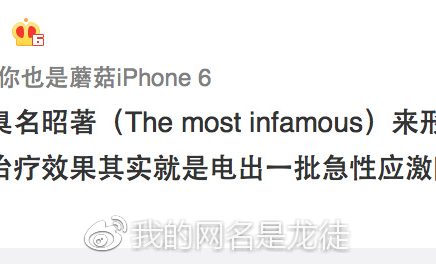 6
你也是蘑菇iPhone 6
臭名昭著（The most infamous）来形
治疗效果其实就是电出一批急性应激
我的网名是龙徒